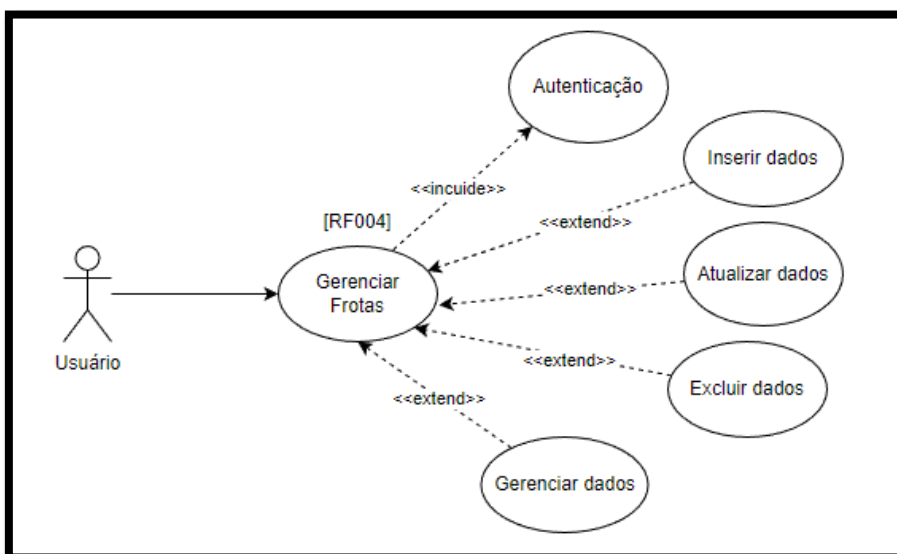 Autenticação
Inserir dados
<<incuide>>
[RF004]
<<extend>>
Gerenciar
Frotas
Atualizar dados
<<extend>>
Usuário
<<extend>>
Excluir dados
<<extend>>
Gerenciar dados